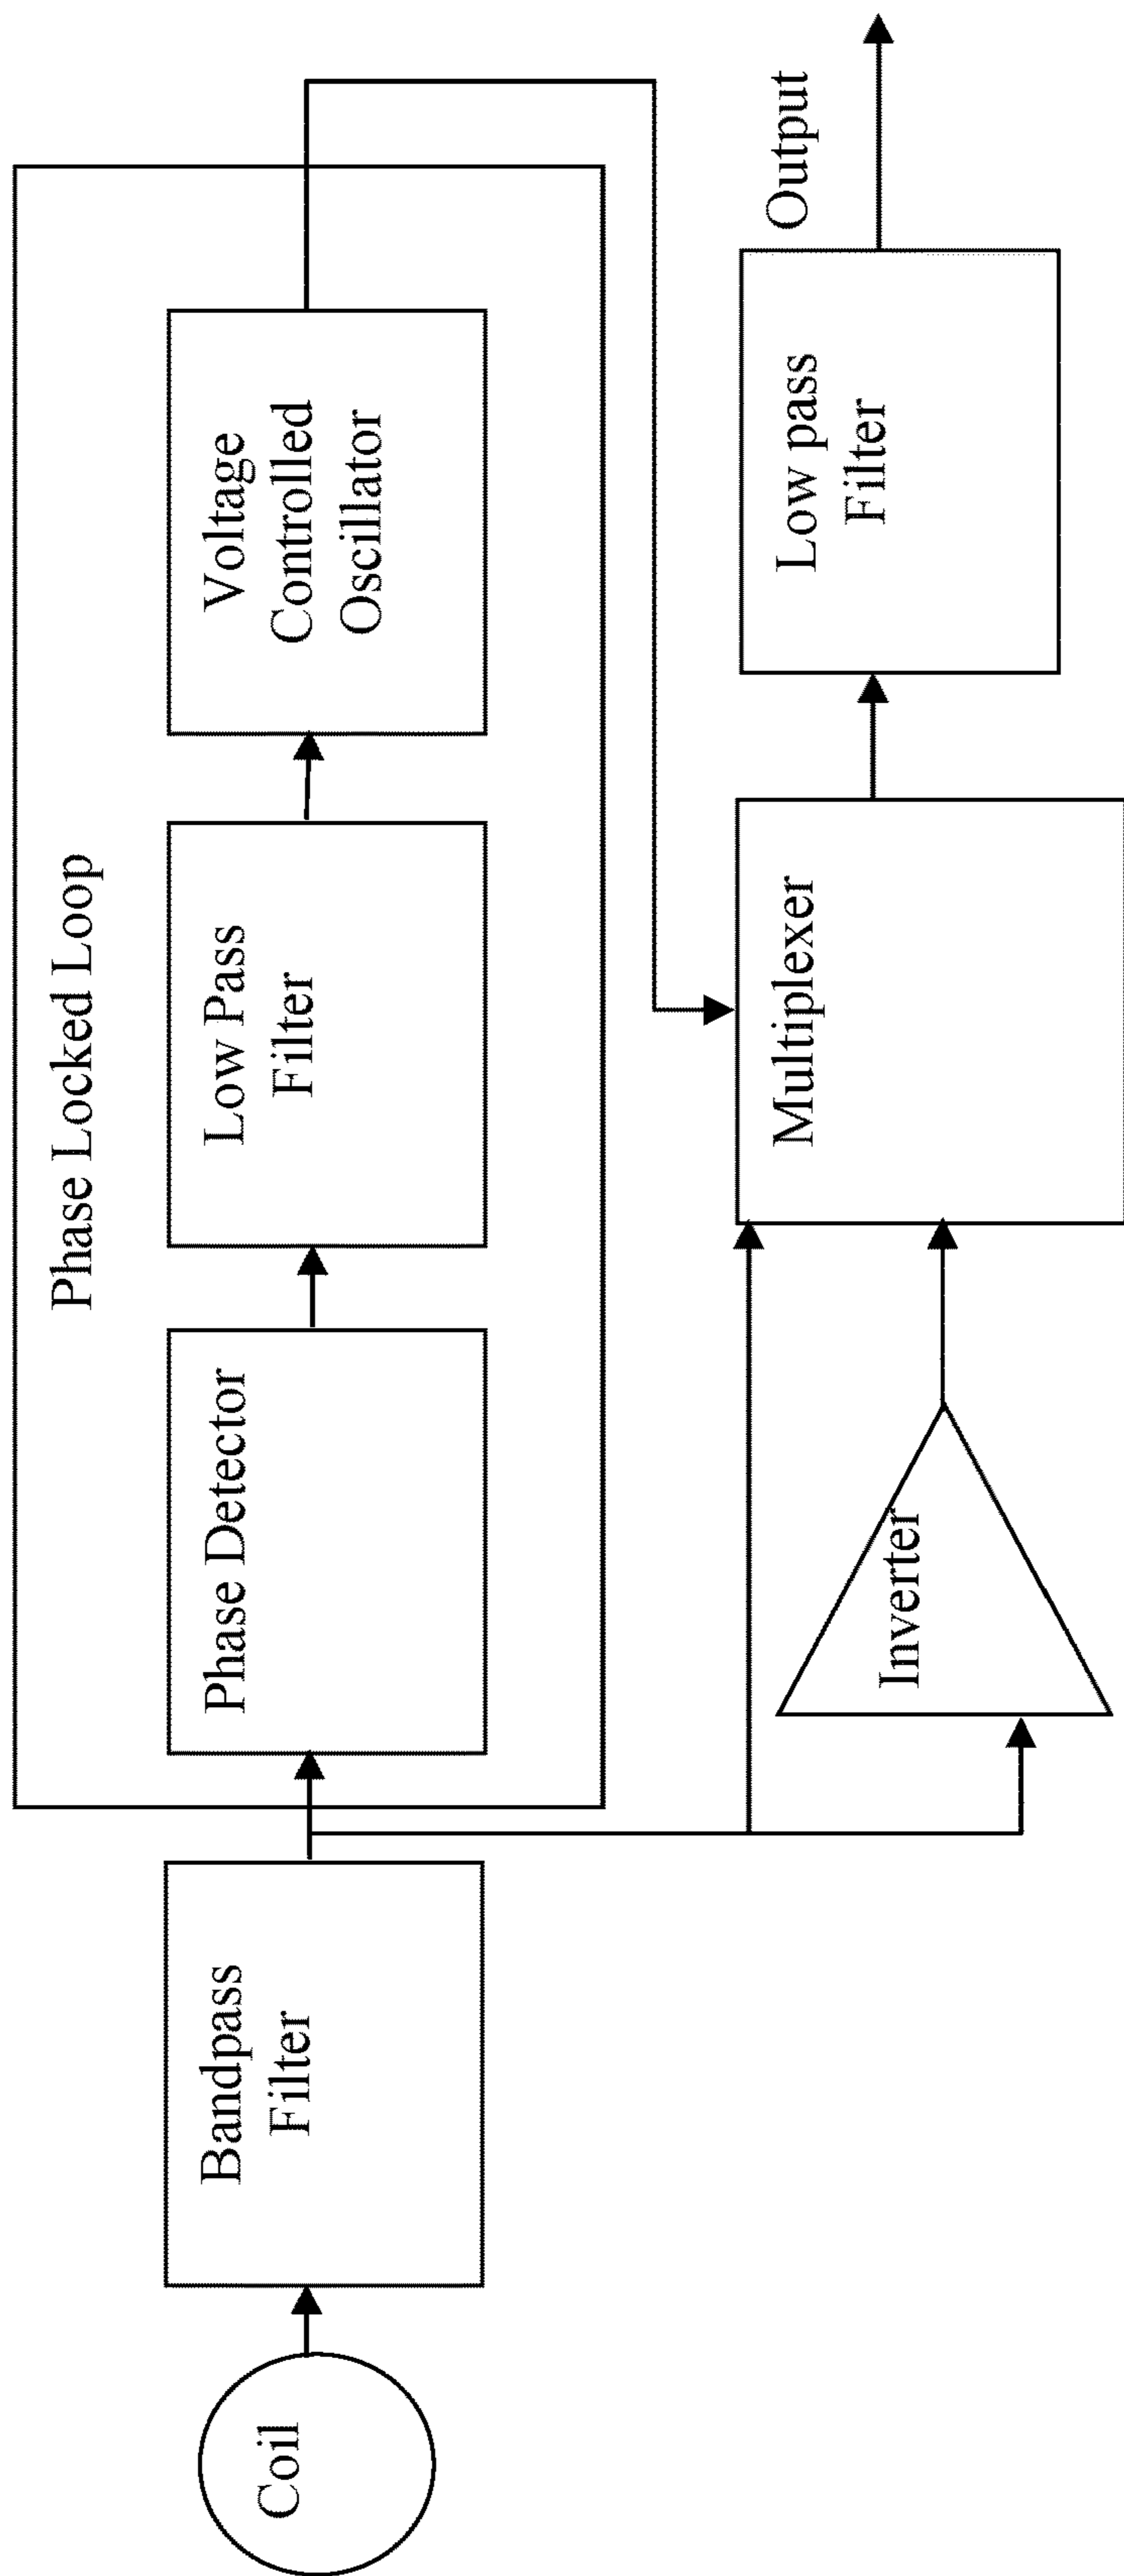 Phase Locked Loop
Coil
Bandpass
Filter
Phase Detector
Low Pass
Filter
Voltage
Controlled
Oscillator
Inverter
Multiplexer
Low pass
Filter
Output